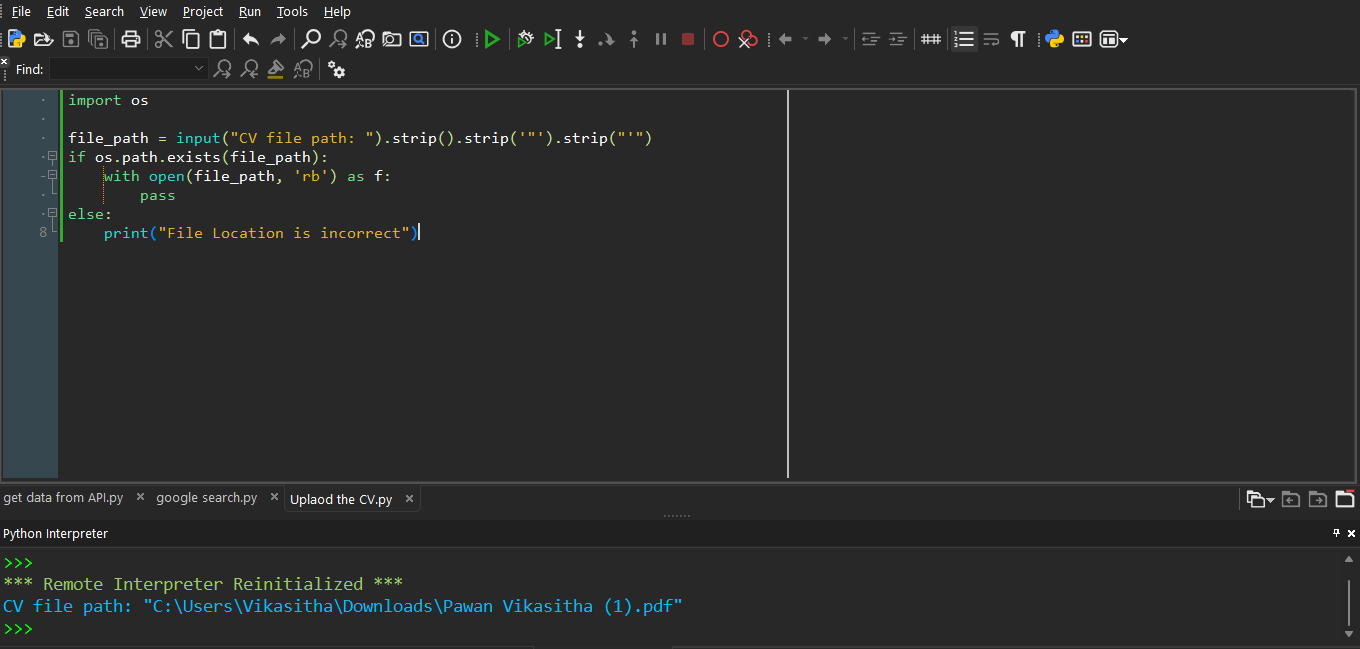 File Edit Search View Project Run Tools Help
Find:
import os
file_path = input("CV file path: ").strip().strip('"').strip("'")
if os.path.exists(file_path):
with open(file_path, 'rb') as f:
pass
else:
8 print("File Location is incorrect")
get data from API.py google search.py Uplaod the CV.py
Python Interpreter
>>>
*** Remote Interpreter Reinitialized ***
CV file path: "C:\Users\Vikasitha\Downloads\Pawan Vikasitha (1).pdf"
>>>